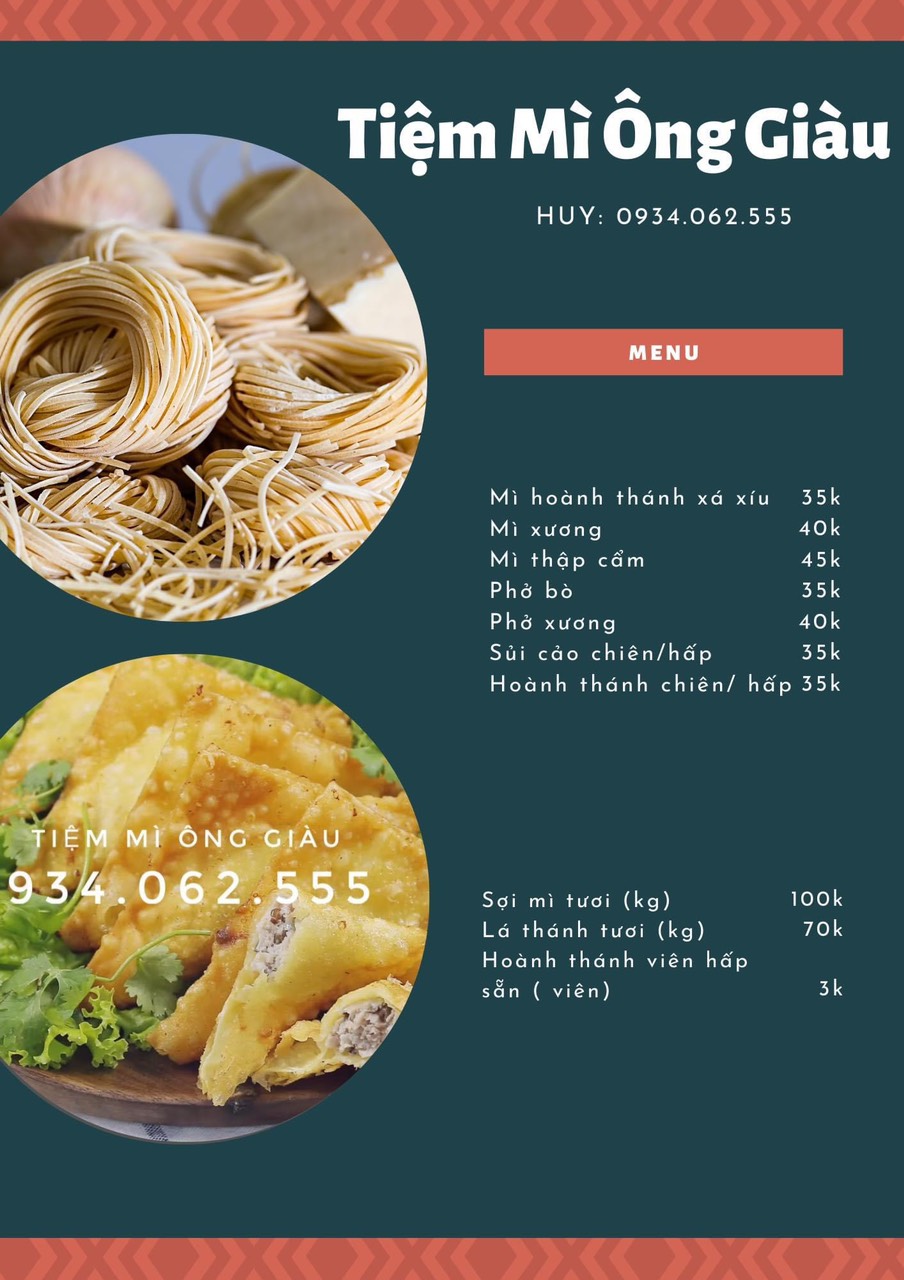 Tiệm Mì Ông Giàu
HUY: 0934.062.555
MENU
Mì hoành thánh xá xíu 35k
Mì xương 40k
Mì thập cẩm 45k
Phở bò 35k
Phở xương 40k
Sủi cảo chiên/hấp 35k
Hoành thánh chiên/ hấp 35k
TIỆM MÌ ÔNG GIÀU
934.062.555
Sợi mì tươi (kg) 100k
Lá thánh tươi (kg) 70k
Hoành thánh viên hấp
sẵn ( viên) 3k